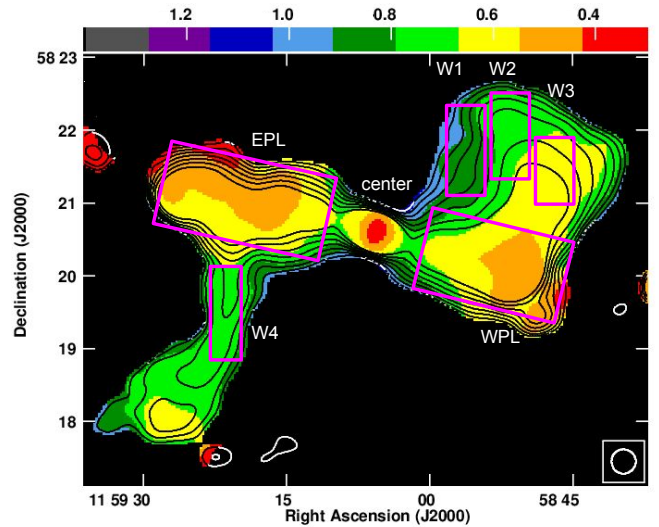 1.2 1.0 0.8 0.6 0.4
58 23
22
21
20
19
18
W1 W2
W3
EPL
center
W4
WPL
Declination (J2000)
11 59 30 15 00 58 45
Right Ascension (J2000)